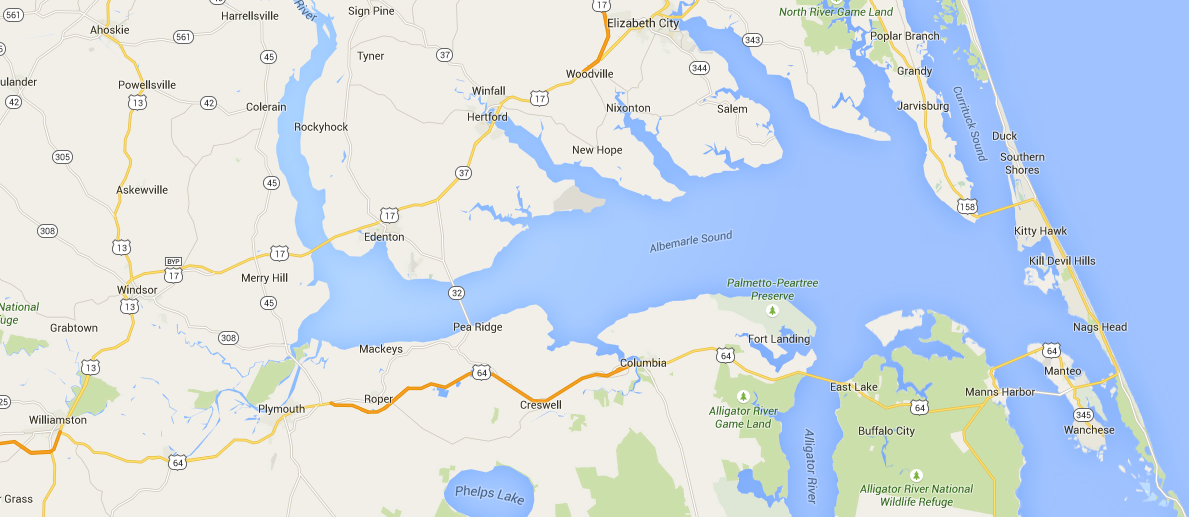 561
Harrellsville
River
Sign Pine
17
Elizabeth City
North River Game Land
Ahoskie
561
Poplar Branch
343
45
Tyner
37
ulander
Powellsville
Woodville
344
Grandy
42
13
42
Colerain
Winfall
17
Nixonton
Salem
Jarvisburg
Currituck Sound
Hertford
Rockyhock
Duck
305
New Hope
Southern
Shores
37
Askewville
45
17
158
308
Edenton
Albemarle Sound
Kitty Hawk
13
17
BYP
17
Merry Hill
Kill Devil Hills
Windsor
32
Palmetto-Peartree
Preserve
National
uge
13
45
Grabtown
308
Pea Ridge
Nags Head
Mackeys
Fort Landing
64
64
13
64
Columbia
Manteo
East Lake
Manns Harbor
25
Roper
Creswell
Plymouth
64
Alligator River
Game Land
345
Williamston
Buffalo City
Wanchese
64
Alligator River
Phelps Lake
Alligator River National
Wildlife Refuge
Grass